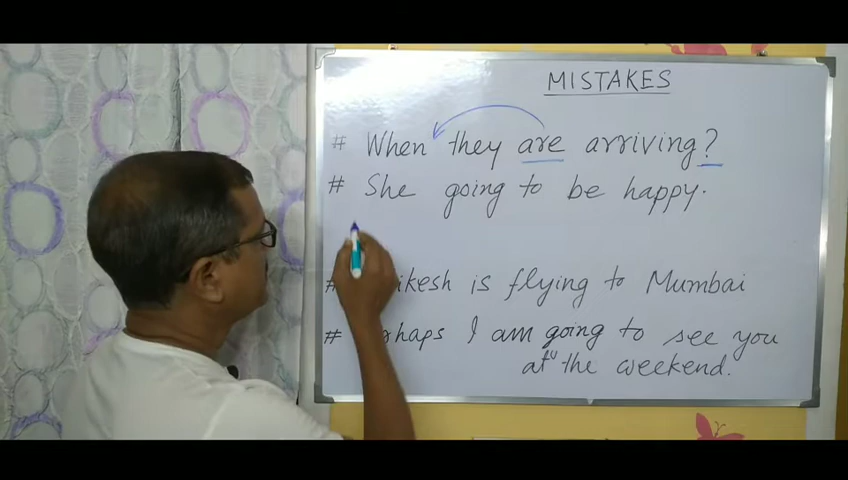 MISTAKES
# When they are arriving?
# She going to be happy.
# is flying to Mumbai
# I am going to see you
at the weekend.